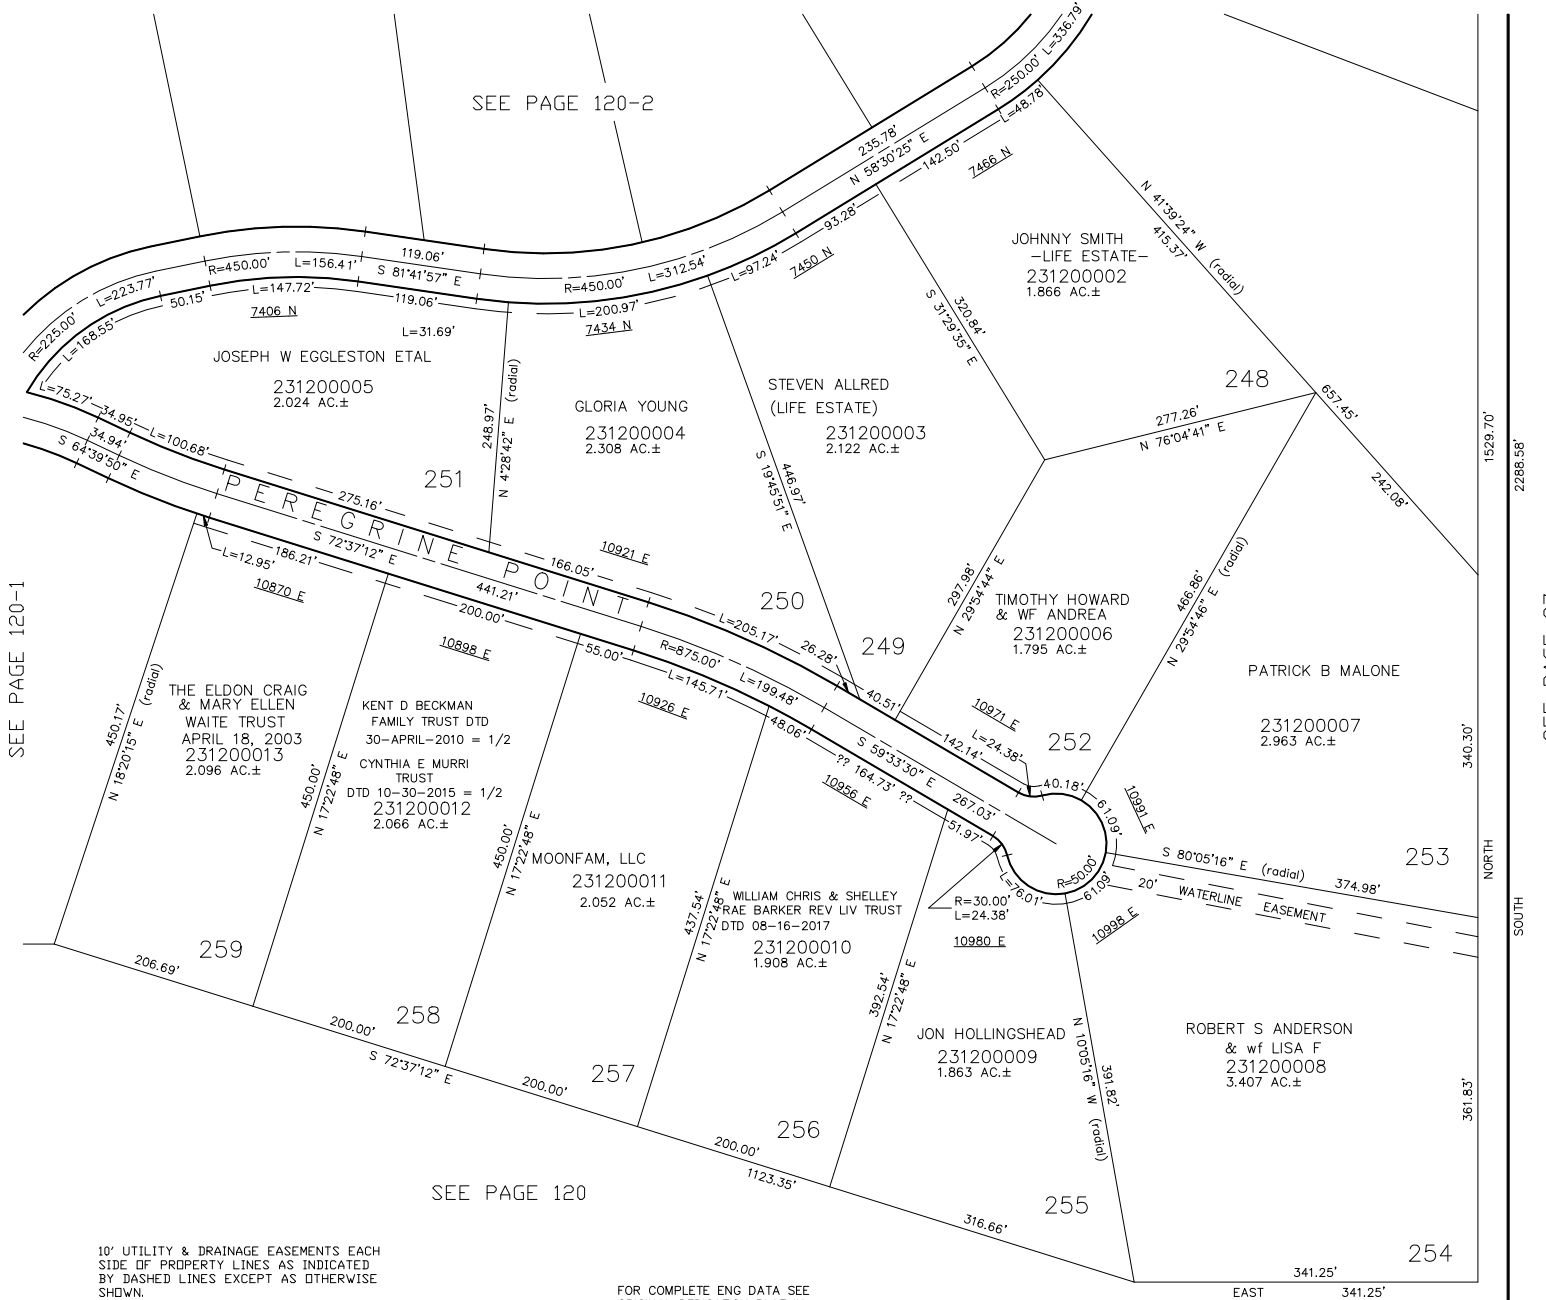 SEE PAGE 120-2
L=336.79'
R=250.00'
L=48.78'
235.78'
N 58°30'25" E
142.50'
7466 N
93.28'
7450 N
L=97.24'
N 41°39'24" W (radial)
415.37'
JOHNNY SMITH
-LIFE ESTATE-
231200002
1.866 AC.±
248
657.45'
242.08'
1529.70'
2288.58'
119.06'
S 81°41'57" E
R=450.00'
L=156.41'
L=223.77'
R=225.00'
L=168.55'
50.15'
L=147.72'
119.06'
7406 N
L=31.69'
R=450.00'
L=312.54'
L=200.97'
7434 N
JOSEPH W EGGLESTON ETAL
231200005
2.024 AC.±
251
248.97'
N 4°28'42" E (radial)
GLORIA YOUNG
231200004
2.308 AC.±
250
STEVEN ALLRED
(LIFE ESTATE)
231200003
2.122 AC.±
249
320.84'
S 31°29'35" E
446.97'
S 19°45'51" E
277.26'
N 76°04'41" E
297.98'
N 29°54'44" E
TIMOTHY HOWARD
& WF ANDREA
231200006
1.795 AC.±
252
466.86'
N 29°54'46" E (radial)
PATRICK B MALONE
231200007
2.963 AC.±
253
340.30'
NORTH
SOUTH
L=75.27'
34.95'
L=100.68'
34.94'
S 64°39'50" E
275.16'
PEREGRINE POINT
S 72°37'12" E
441.21'
166.05'
10921 E
L=12.95'
186.21'
10870 E
200.00'
10898 E
55.00'
L=145.71'
10926 E
R=875.00'
L=199.48'
L=205.17'
26.28'
40.51'
142.14'
L=24.38'
10971 E
40.18'
61.09'
10991 E
48.06'
?? 164.73' ??
10956 E
S 59°33'30" E
267.03'
51.97'
R=50.00'
L=76.01'
61.09'
R=30.00'
L=24.38'
10980 E
10998 E
S 80°05'16" E (radial)
374.98'
20' WATERLINE EASEMENT
SEE PAGE 120-1
450.17'
N 18°20'15" E (radial)
THE ELDON CRAIG
& MARY ELLEN
WAITE TRUST
APRIL 18, 2003
231200013
2.096 AC.±
259
206.69'
450.00'
N 17°22'48" E
KENT D BECKMAN
FAMILY TRUST DTD
30-APRIL-2010 = 1/2
CYNTHIA E MURRI
TRUST
DTD 10-30-2015 = 1/2
231200012
2.066 AC.±
258
200.00'
S 72°37'12" E
450.00'
N 17°22'48" E
MOONFAM, LLC
231200011
2.052 AC.±
257
200.00'
437.54'
N 17°22'48" E
WILLIAM CHRIS & SHELLEY
RAE BARKER REV LIV TRUST
DTD 08-16-2017
231200010
1.908 AC.±
256
200.00'
1123.35'
392.54'
N 17°22'48" E
JON HOLLINGSHEAD
231200009
1.863 AC.±
255
316.66'
391.82'
N 10°05'16" W (radial)
ROBERT S ANDERSON
& wf LISA F
231200008
3.407 AC.±
361.83'
254
341.25'
EAST 341.25'
SEE PAGE 120
10' UTILITY & DRAINAGE EASEMENTS EACH
SIDE OF PROPERTY LINES AS INDICATED
BY DASHED LINES EXCEPT AS OTHERWISE
SHOWN.
FOR COMPLETE ENG DATA SEE